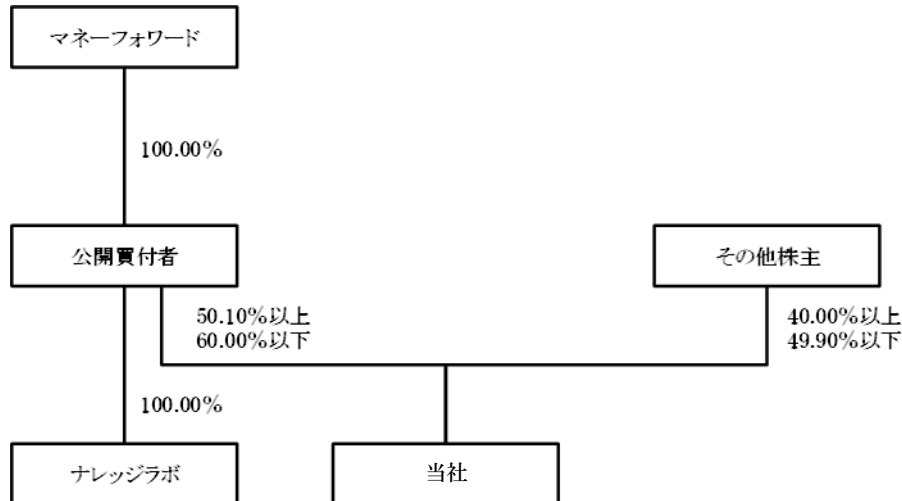 マネーフォワード
100.00%
公開買付者
その他株主
50.10%以上
60.00%以下
40.00%以上
49.90%以下
100.00%
ナレッジラボ
当社